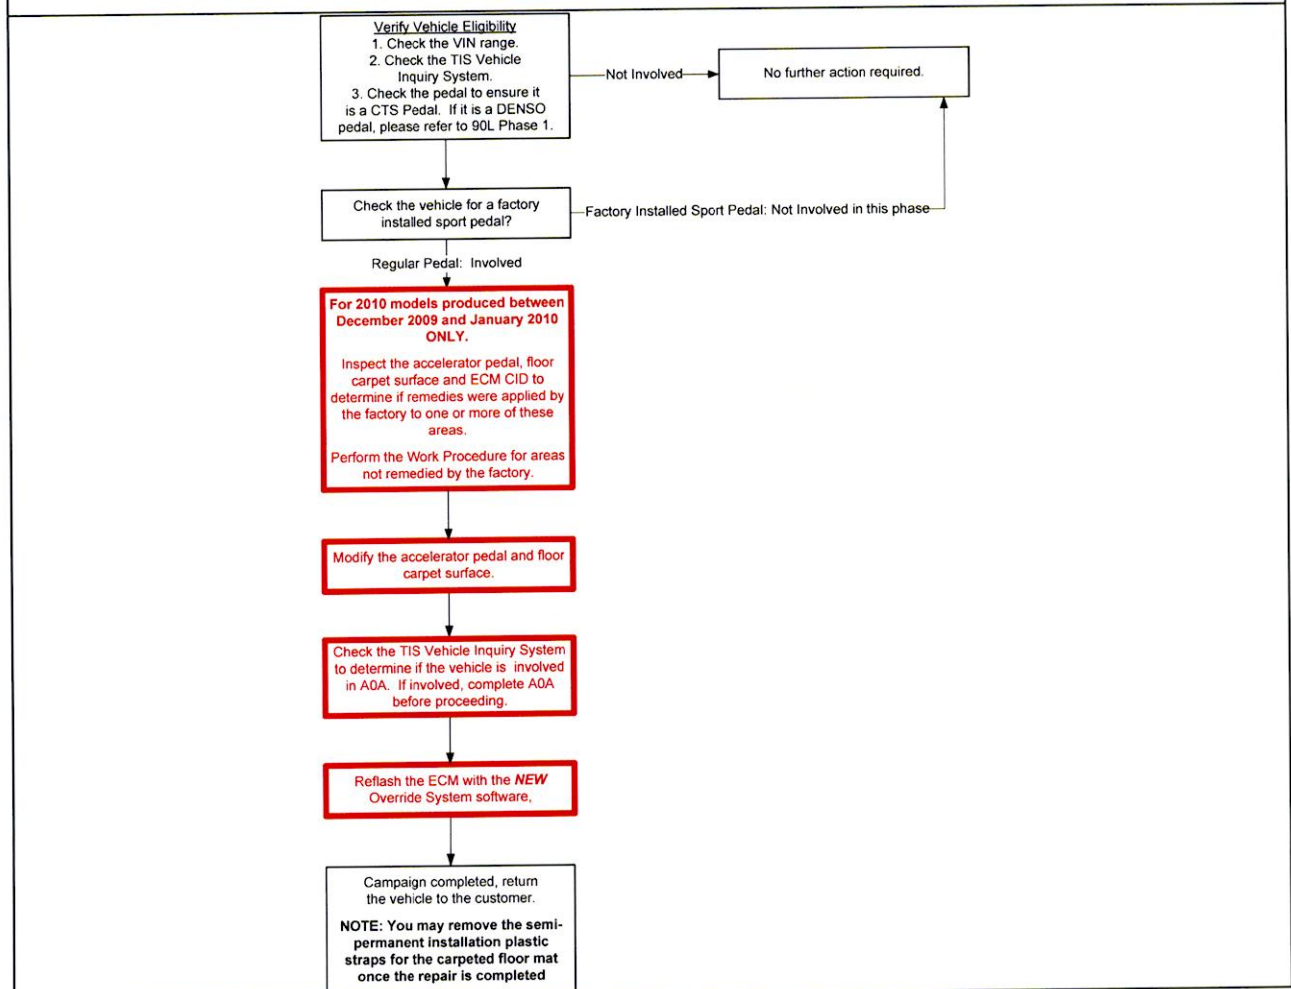 Verify Vehicle Eligibility
1. Check the VIN range.
2. Check the TIS Vehicle
Inquiry System.
3. Check the pedal to ensure it
is a CTS Pedal. If it is a DENSO
pedal, please refer to 90L Phase 1.
Not Involved
No further action required.
Check the vehicle for a factory
installed sport pedal?
Factory Installed Sport Pedal: Not Involved in this phase
Regular Pedal: Involved
For 2010 models produced between
December 2009 and January 2010
ONLY.
Inspect the accelerator pedal, floor
carpet surface and ECM CID to
determine if remedies were applied by
the factory to one or more of these
areas.
Perform the Work Procedure for areas
not remedied by the factory.
Modify the accelerator pedal and floor
carpet surface.
Check the TIS Vehicle Inquiry System
to determine if the vehicle is involved
in A0A. If involved, complete A0A
before proceeding.
Reflash the ECM with the NEW
Override System software,
Campaign completed, return
the vehicle to the customer.
NOTE: You may remove the semi-
permanent installation plastic
straps for the carpeted floor mat
once the repair is completed